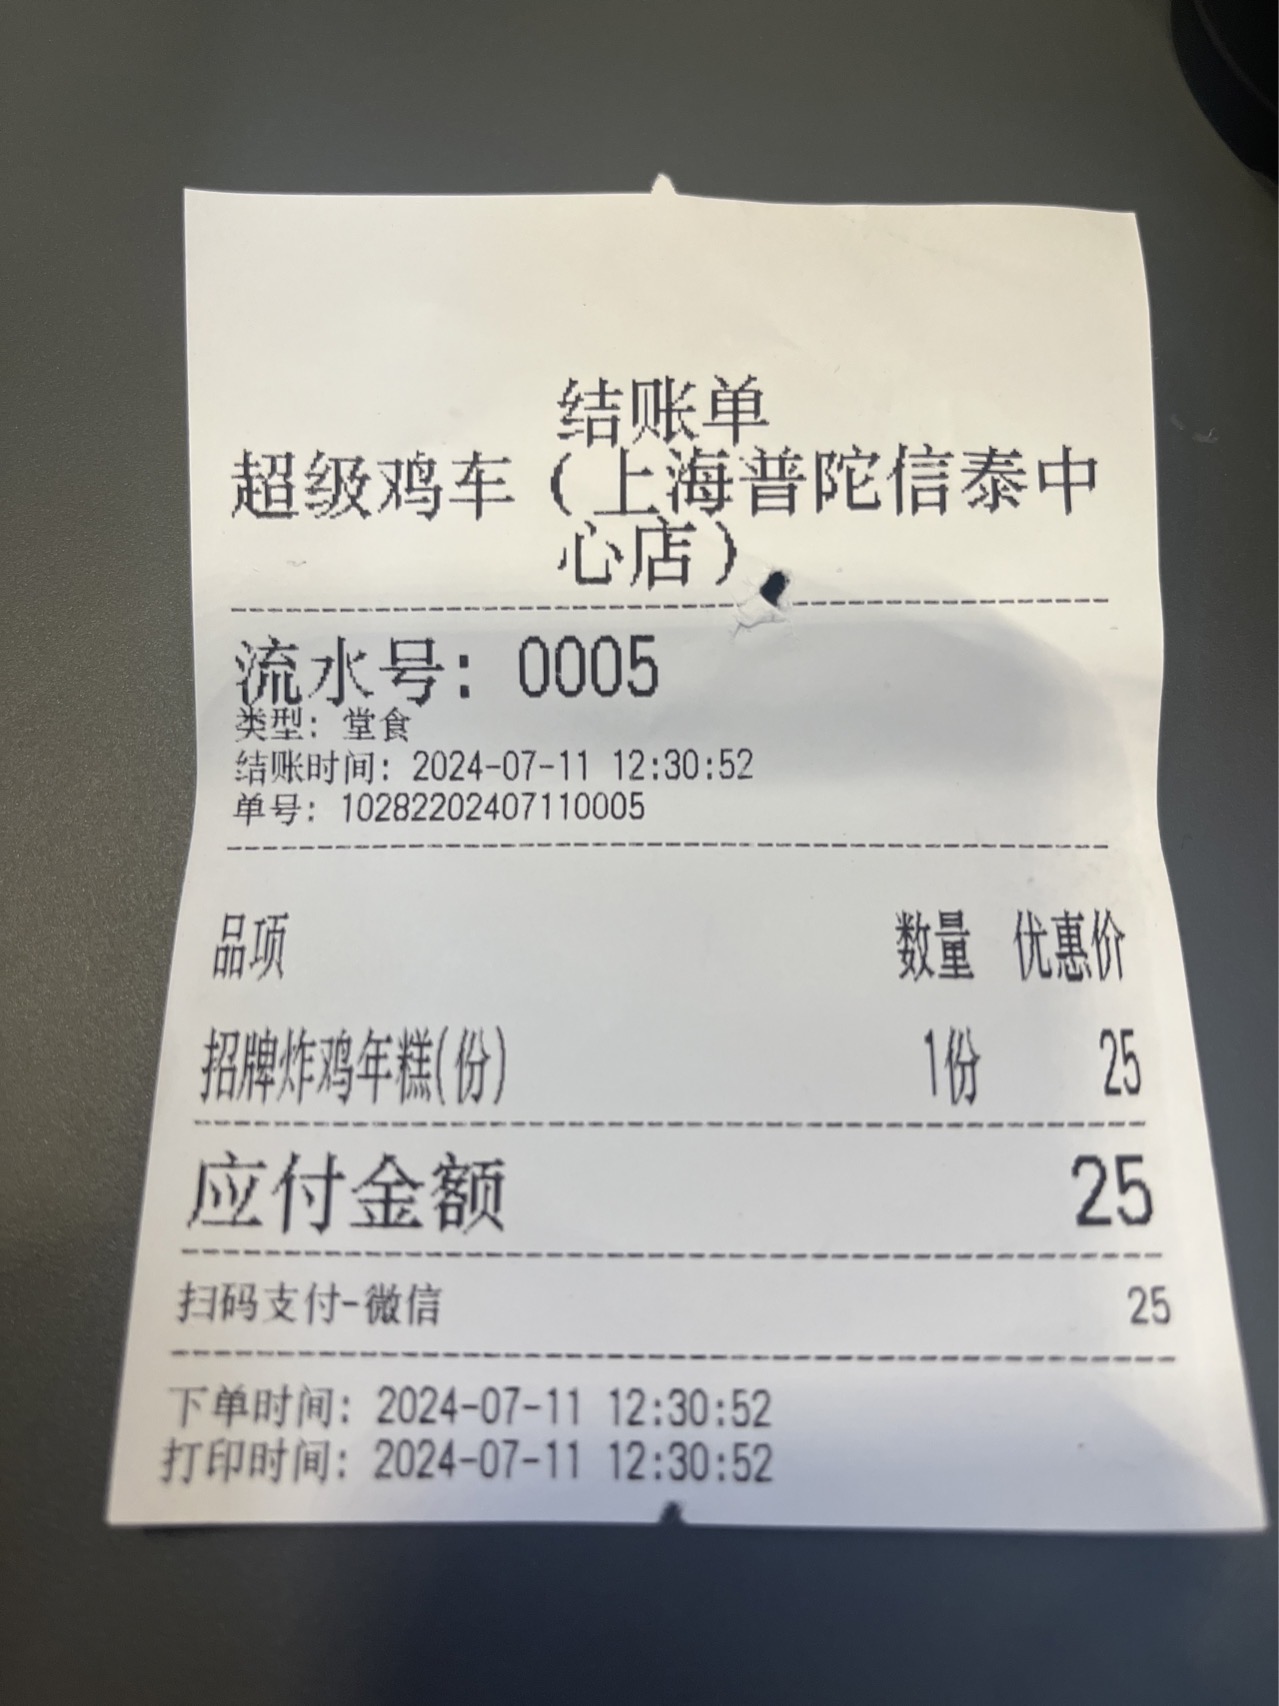 结账单
超级鸡车（上海普陀信泰中
心店）
流水号：0005
类型：堂食
结账时间：2024-07-11 12:30:52
单号：10282202407110005
品项 数量 优惠价
招牌炸鸡年糕(份) 1份 25
应付金额 25
扫码支付-微信 25
下单时间：2024-07-11 12:30:52
打印时间：2024-07-11 12:30:52